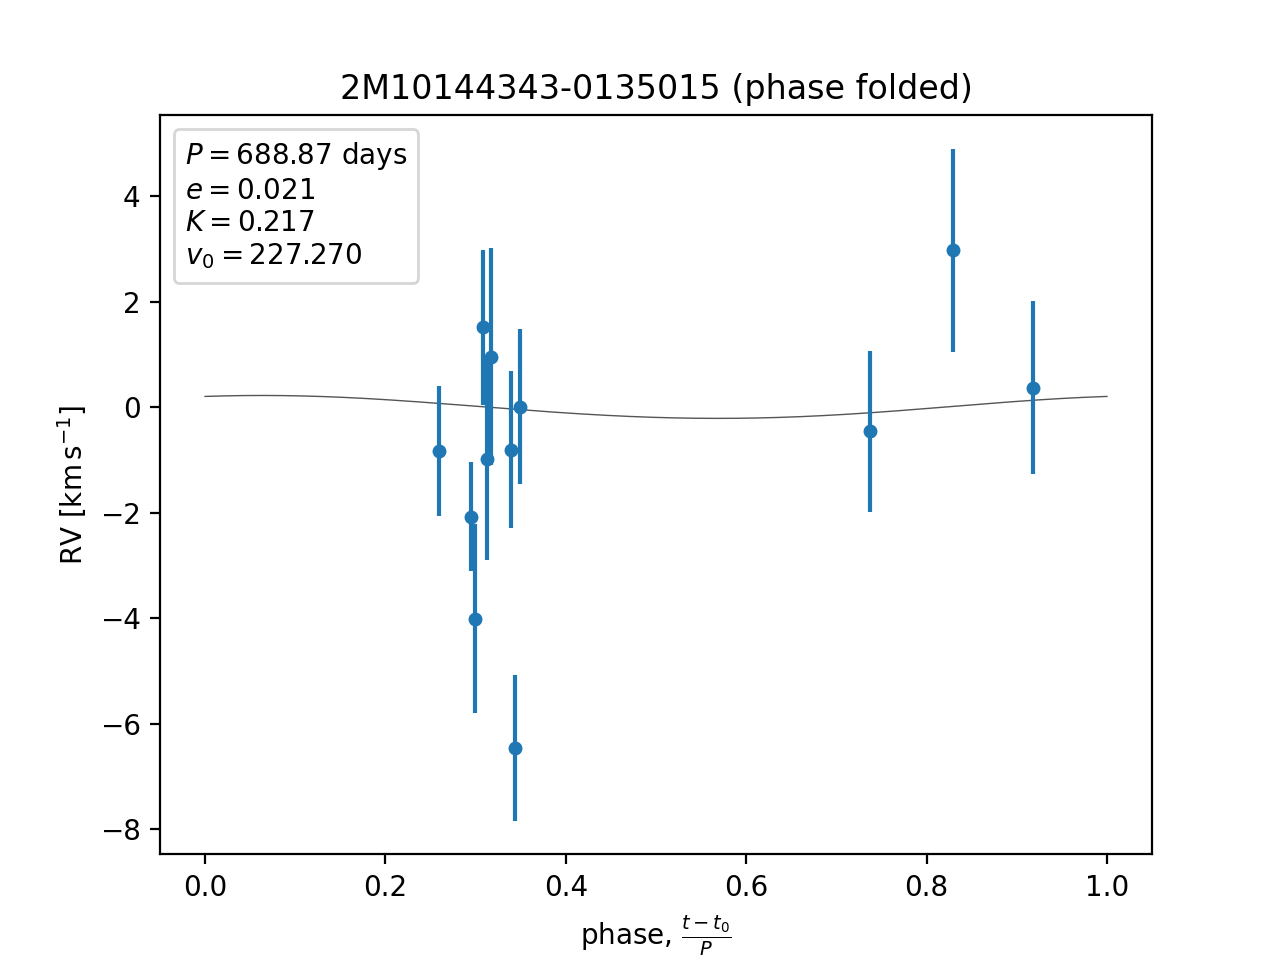 2M10144343-0135015 (phase folded)
P = 688.87 days
e = 0.021
K = 0.217
v₀ = 227.270
RV [km s⁻¹]
4
2
0
−2
−4
−6
−8
0.0 0.2 0.4 0.6 0.8 1.0
phase, (t − t₀)/P